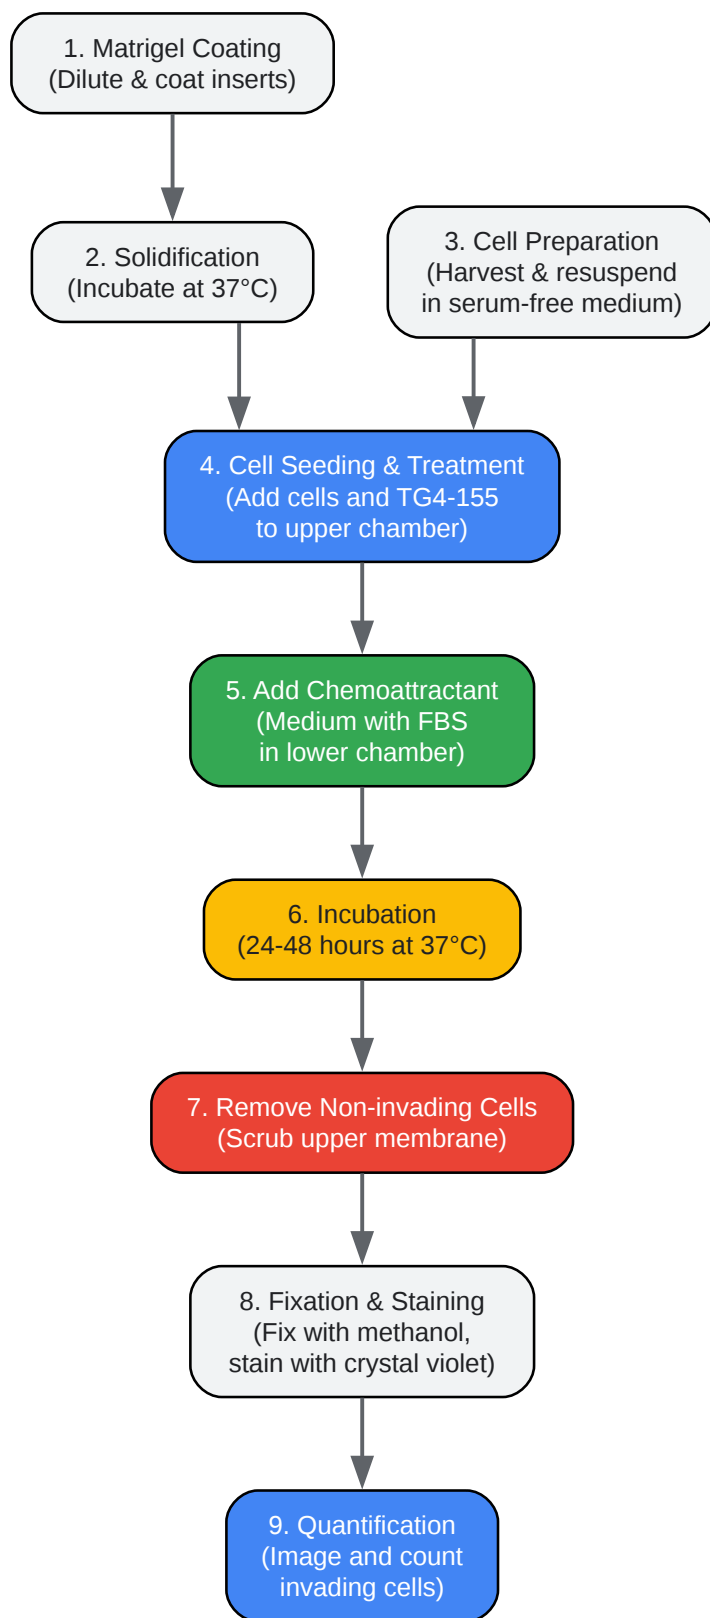 1. Matrigel Coating
(Dilute & coat inserts)
2. Solidification
(Incubate at 37°C)
3. Cell Preparation
(Harvest & resuspend
in serum-free medium)
4. Cell Seeding & Treatment
(Add cells and TG4-155
to upper chamber)
5. Add Chemoattractant
(Medium with FBS
in lower chamber)
6. Incubation
(24-48 hours at 37°C)
7. Remove Non-invading Cells
(Scrub upper membrane)
8. Fixation & Staining
(Fix with methanol,
stain with crystal violet)
9. Quantification
(Image and count
invading cells)